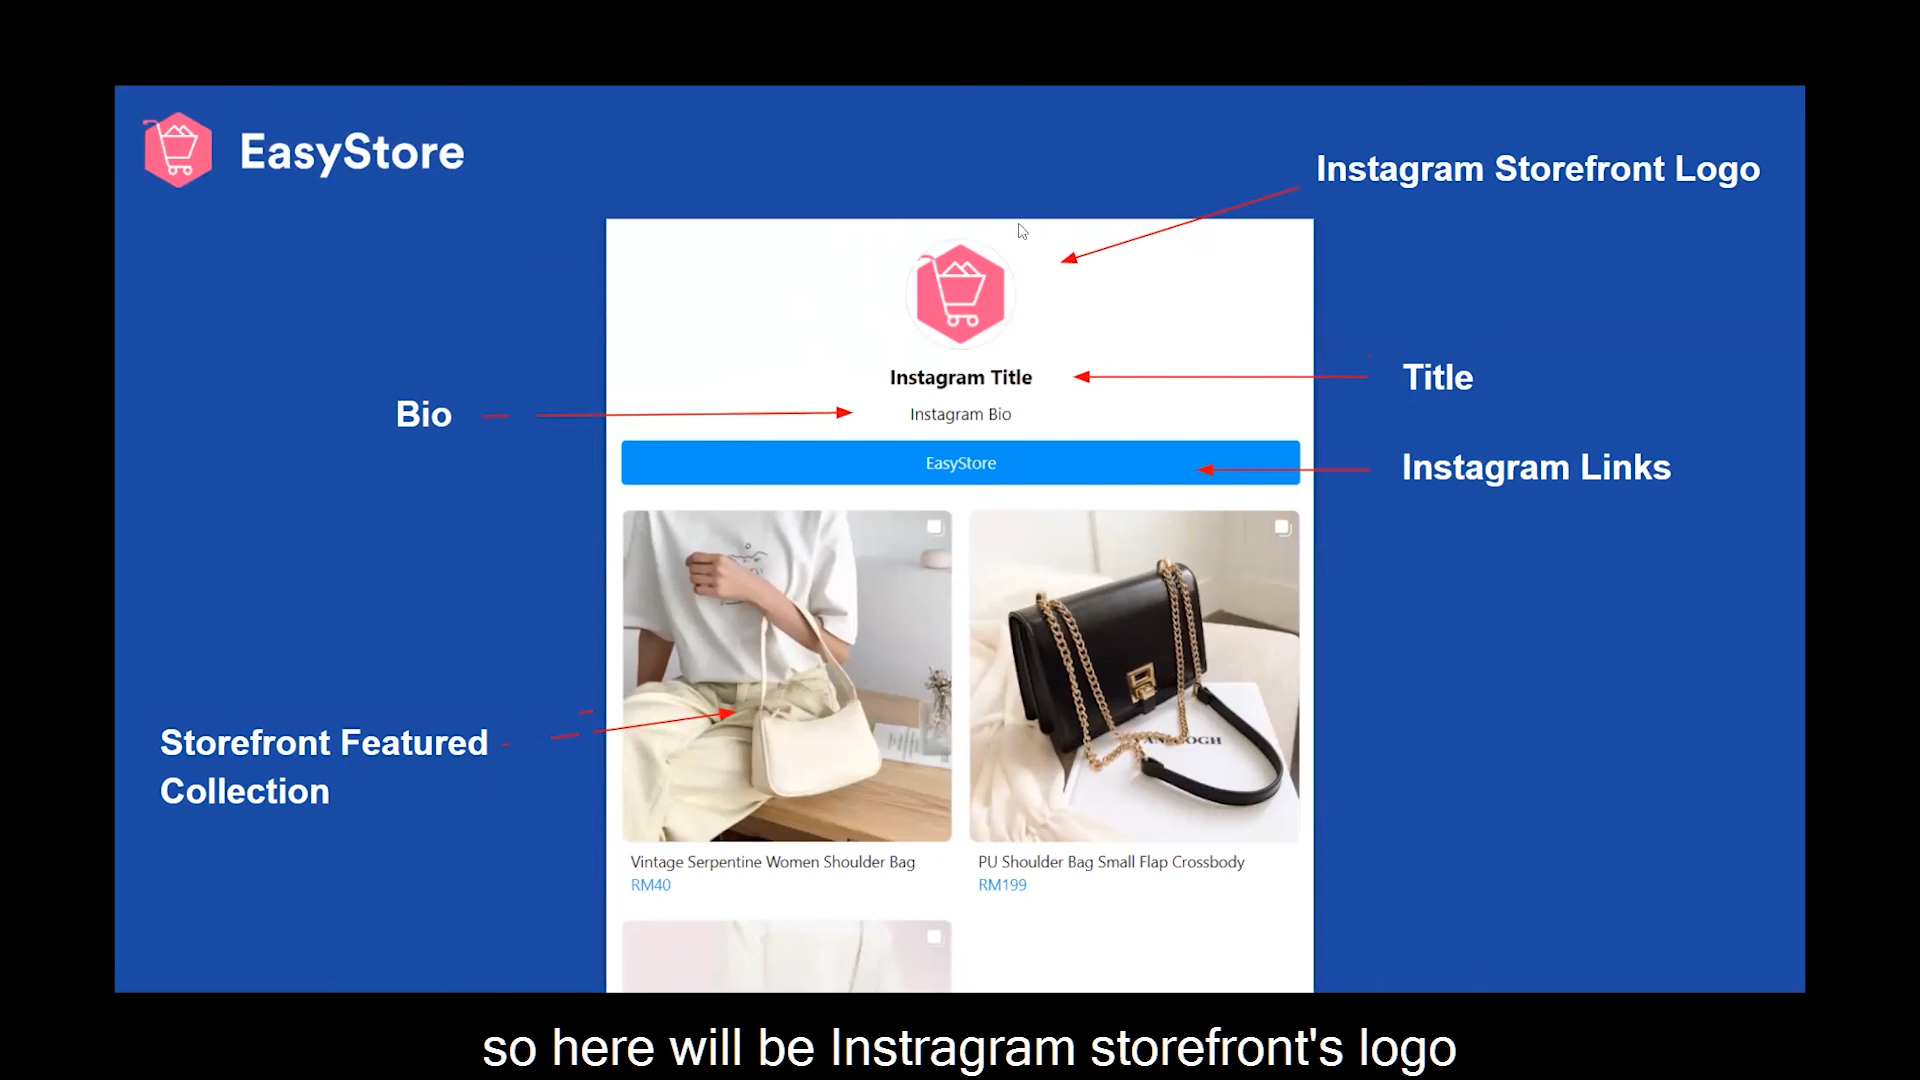 EasyStore
Instagram Storefront Logo
Instagram Title
Title
Bio
Instagram Bio
EasyStore
Instagram Links
Storefront Featured
Collection
Vintage Serpentine Women Shoulder Bag
RM40
PU Shoulder Bag Small Flap Crossbody
RM199
so here will be Instragram storefront's logo